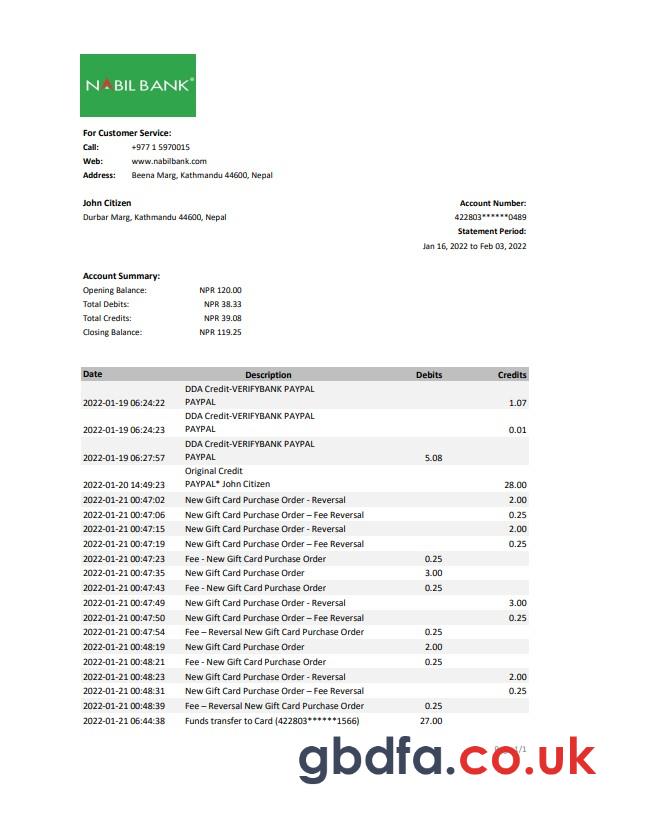 NABIL BANK®
For Customer Service:
Call: +977 1 5970015
Web: www.nabilbank.com
Address: Beena Marg, Kathmandu 44600, Nepal
John Citizen Account Number:
Durbar Marg, Kathmandu 44600, Nepal 422803******0489
Statement Period:
Jan 16, 2022 to Feb 03, 2022
Account Summary:
Opening Balance: NPR 120.00
Total Debits: NPR 38.33
Total Credits: NPR 39.08
Closing Balance: NPR 119.25
Date Description Debits Credits
DDA Credit-VERIFYBANK PAYPAL
2022-01-19 06:24:22 PAYPAL 1.07
DDA Credit-VERIFYBANK PAYPAL
2022-01-19 06:24:23 PAYPAL 0.01
DDA Credit-VERIFYBANK PAYPAL
2022-01-19 06:27:57 PAYPAL 5.08
Original Credit
2022-01-20 14:49:23 PAYPAL* John Citizen 28.00
2022-01-21 00:47:02 New Gift Card Purchase Order - Reversal 2.00
2022-01-21 00:47:06 New Gift Card Purchase Order – Fee Reversal 0.25
2022-01-21 00:47:15 New Gift Card Purchase Order - Reversal 2.00
2022-01-21 00:47:19 New Gift Card Purchase Order – Fee Reversal 0.25
2022-01-21 00:47:23 Fee - New Gift Card Purchase Order 0.25
2022-01-21 00:47:35 New Gift Card Purchase Order 3.00
2022-01-21 00:47:43 Fee - New Gift Card Purchase Order 0.25
2022-01-21 00:47:49 New Gift Card Purchase Order - Reversal 3.00
2022-01-21 00:47:50 New Gift Card Purchase Order – Fee Reversal 0.25
2022-01-21 00:47:54 Fee – Reversal New Gift Card Purchase Order 0.25
2022-01-21 00:48:19 New Gift Card Purchase Order 2.00
2022-01-21 00:48:21 Fee - New Gift Card Purchase Order 0.25
2022-01-21 00:48:23 New Gift Card Purchase Order - Reversal 2.00
2022-01-21 00:48:31 New Gift Card Purchase Order – Fee Reversal 0.25
2022-01-21 00:48:39 Fee – Reversal New Gift Card Purchase Order 0.25
2022-01-21 06:44:38 Funds transfer to Card (422803******1566) 27.00
1/1
gbdfa.co.uk